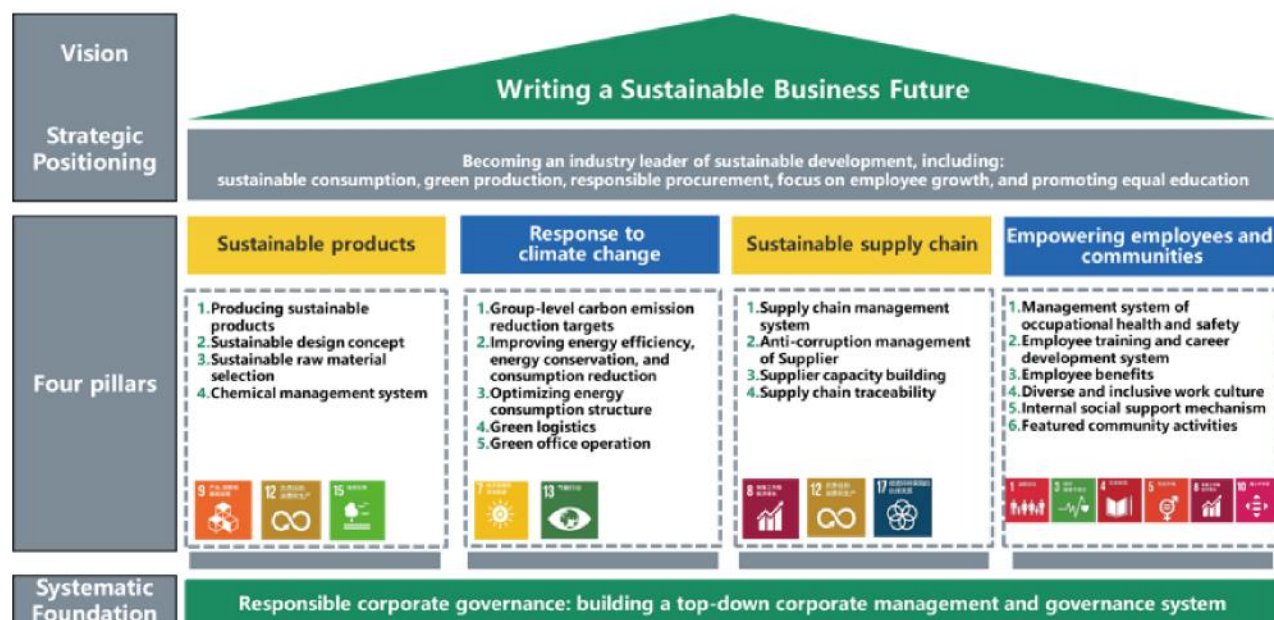 Vision
Writing a Sustainable Business Future
Strategic
Positioning
Becoming an industry leader of sustainable development, including:
sustainable consumption, green production, responsible procurement, focus on employee growth, and promoting equal education
Four pillars
Sustainable products
1.Producing sustainable
products
2.Sustainable design concept
3.Sustainable raw material
selection
4.Chemical management system
9
12
15
Response to
climate change
1.Group-level carbon emission
reduction targets
2.Improving energy efficiency,
energy conservation, and
consumption reduction
3.Optimizing energy
consumption structure
4.Green logistics
5.Green office operation
7
13 气候行动
Sustainable supply chain
1.Supply chain management
system
2.Anti-corruption management
of Supplier
3.Supplier capacity building
4.Supply chain traceability
8
12
17
Empowering employees and
communities
1.Management system of
occupational health and safety
2.Employee training and career
development system
3.Employee benefits
4.Diverse and inclusive work culture
5.Internal social support mechanism
6.Featured community activities
1
3
4
5
8
10
Systematic
Foundation
Responsible corporate governance: building a top-down corporate management and governance system